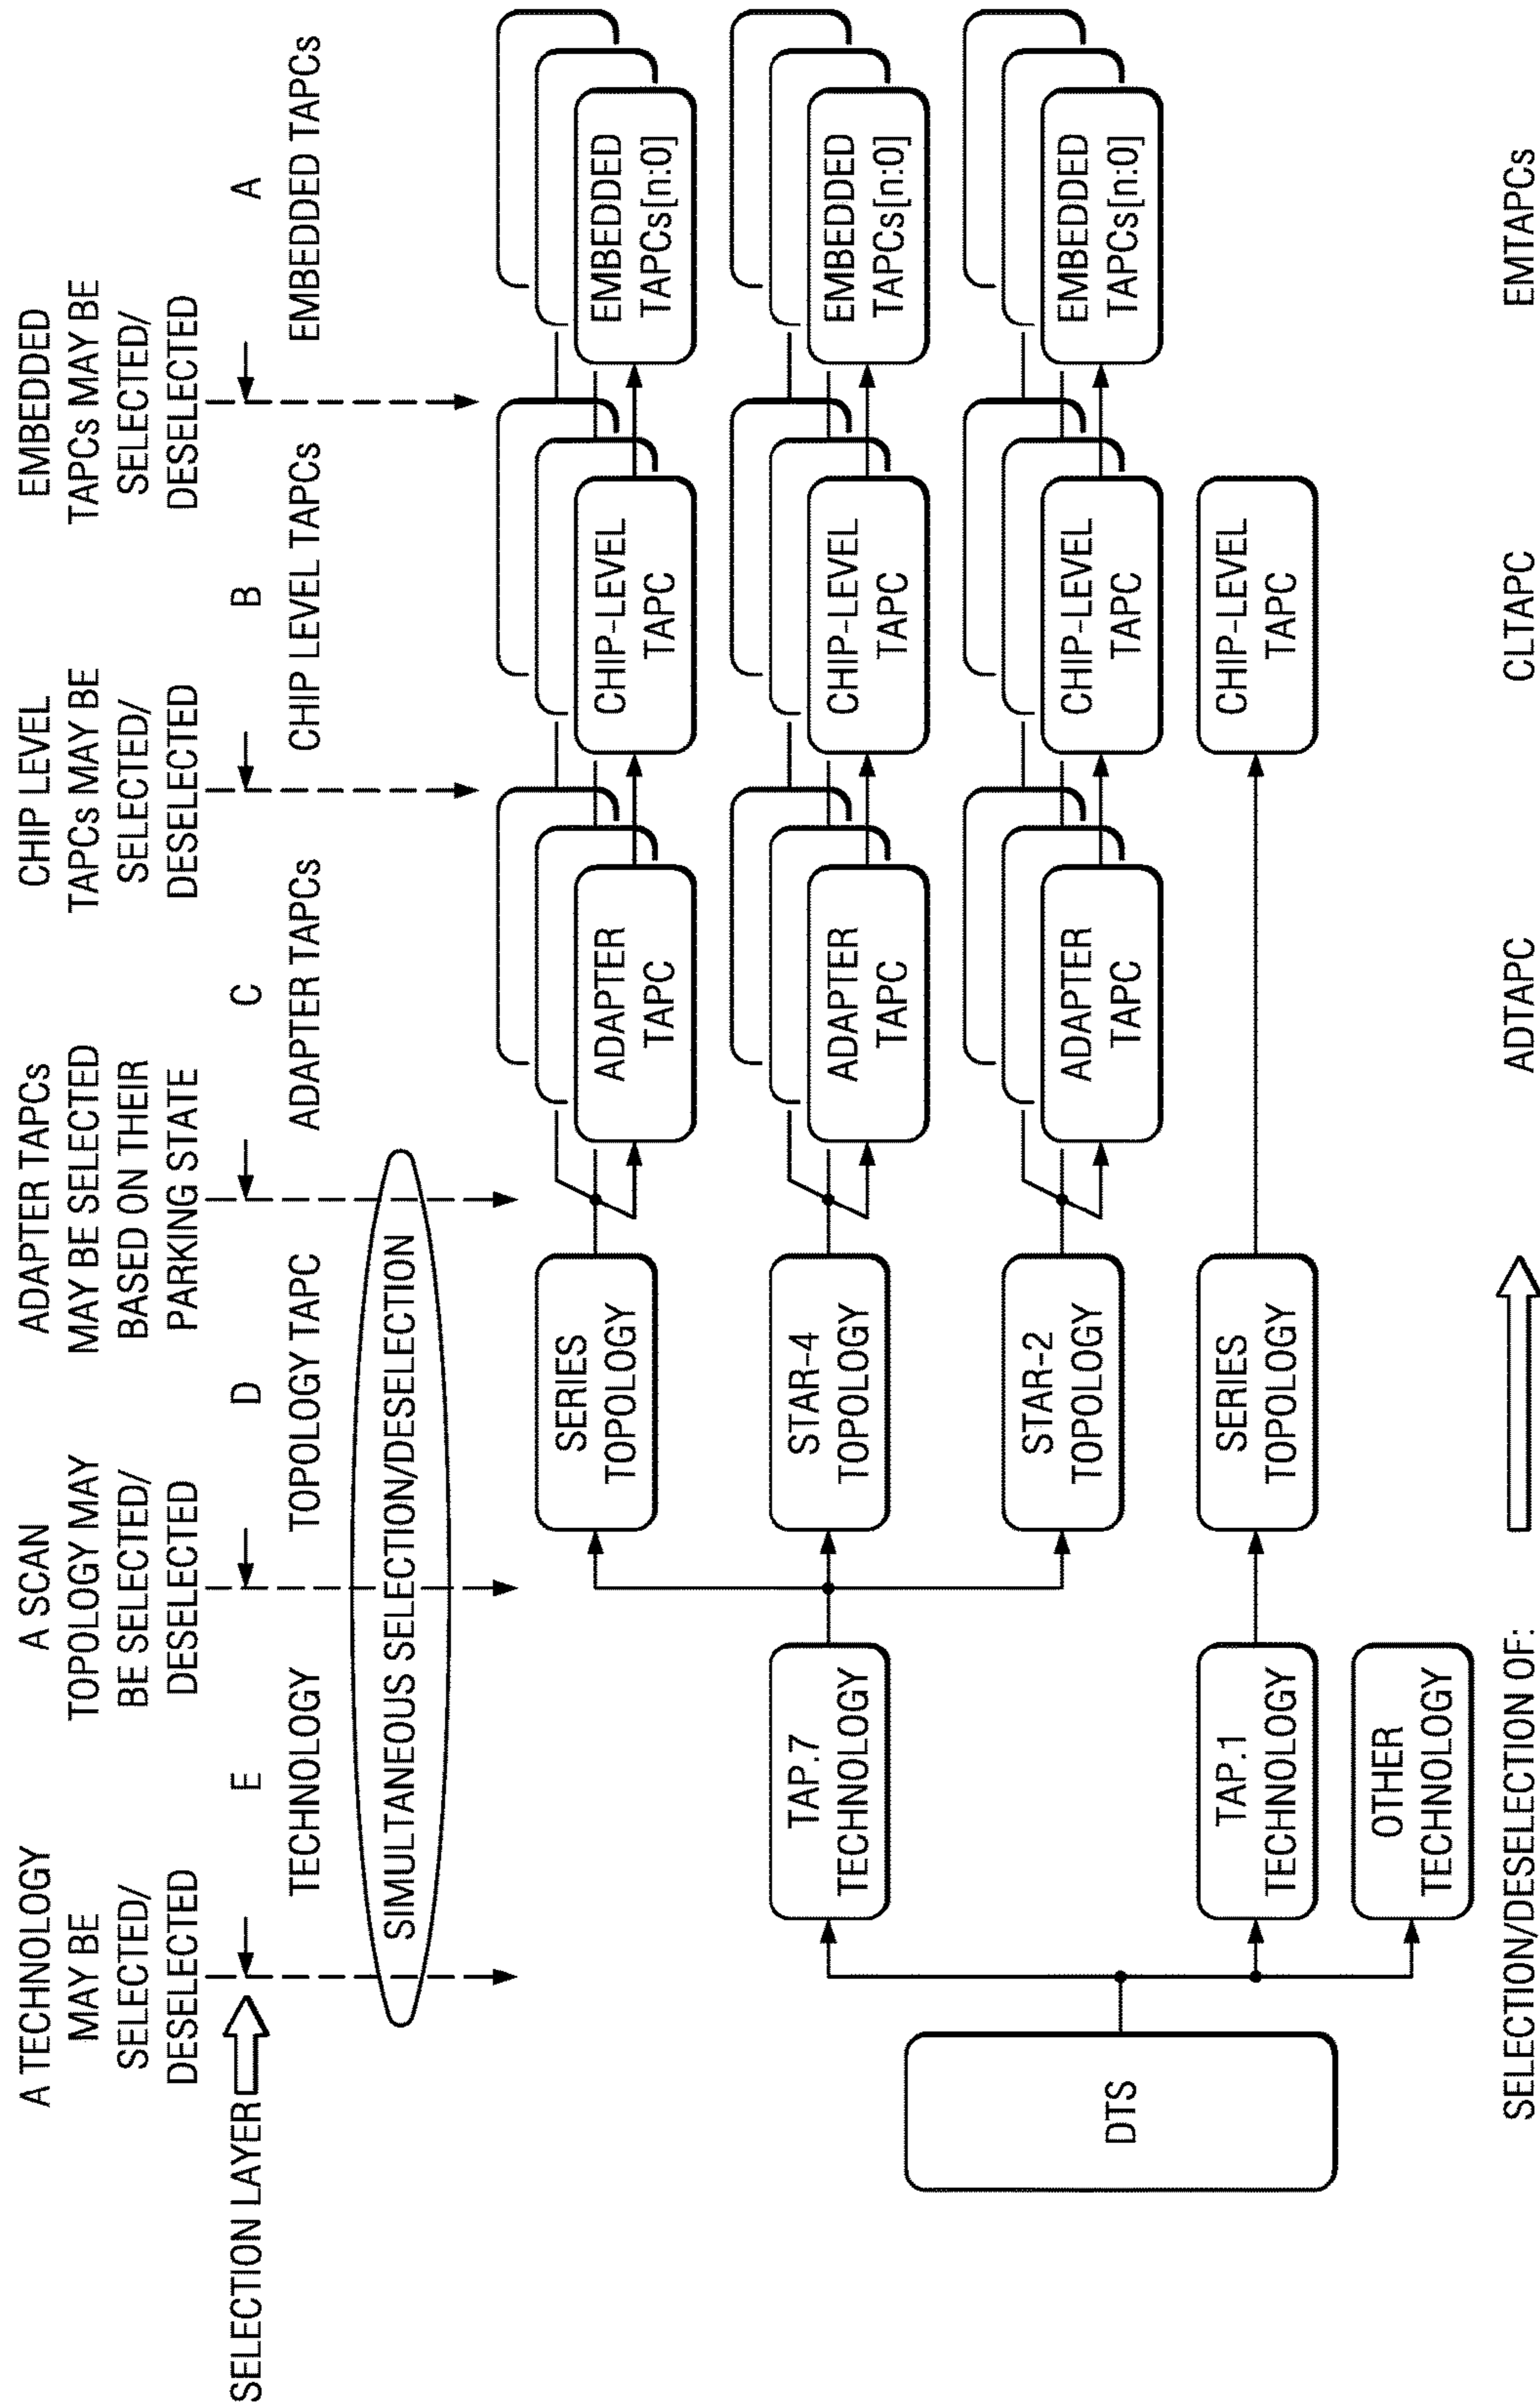 A TECHNOLOGY
MAY BE
SELECTED/
DESELECTED
A SCAN
TOPOLOGY MAY
BE SELECTED/
DESELECTED
ADAPTER TAPCs
MAY BE SELECTED
BASED ON THEIR
PARKING STATE
CHIP LEVEL
TAPCs MAY BE
SELECTED/
DESELECTED
EMBEDDED
TAPCs MAY BE
SELECTED/
DESELECTED
SELECTION LAYER
E
D
C
B
A
TECHNOLOGY
TOPOLOGY TAPC
ADAPTER TAPCs
CHIP LEVEL TAPCs
EMBEDDED TAPCs
SIMULTANEOUS SELECTION/DESELECTION
SERIES
TOPOLOGY
ADAPTER
TAPC
CHIP-LEVEL
TAPC
EMBEDDED
TAPCs[n:0]
TAP.7
TECHNOLOGY
STAR-4
TOPOLOGY
ADAPTER
TAPC
CHIP-LEVEL
TAPC
EMBEDDED
TAPCs[n:0]
STAR-2
TOPOLOGY
ADAPTER
TAPC
CHIP-LEVEL
TAPC
EMBEDDED
TAPCs[n:0]
DTS
TAP.1
TECHNOLOGY
SERIES
TOPOLOGY
CHIP-LEVEL
TAPC
OTHER
TECHNOLOGY
SELECTION/DESELECTION OF:
ADTAPC
CLTAPC
EMTAPCs